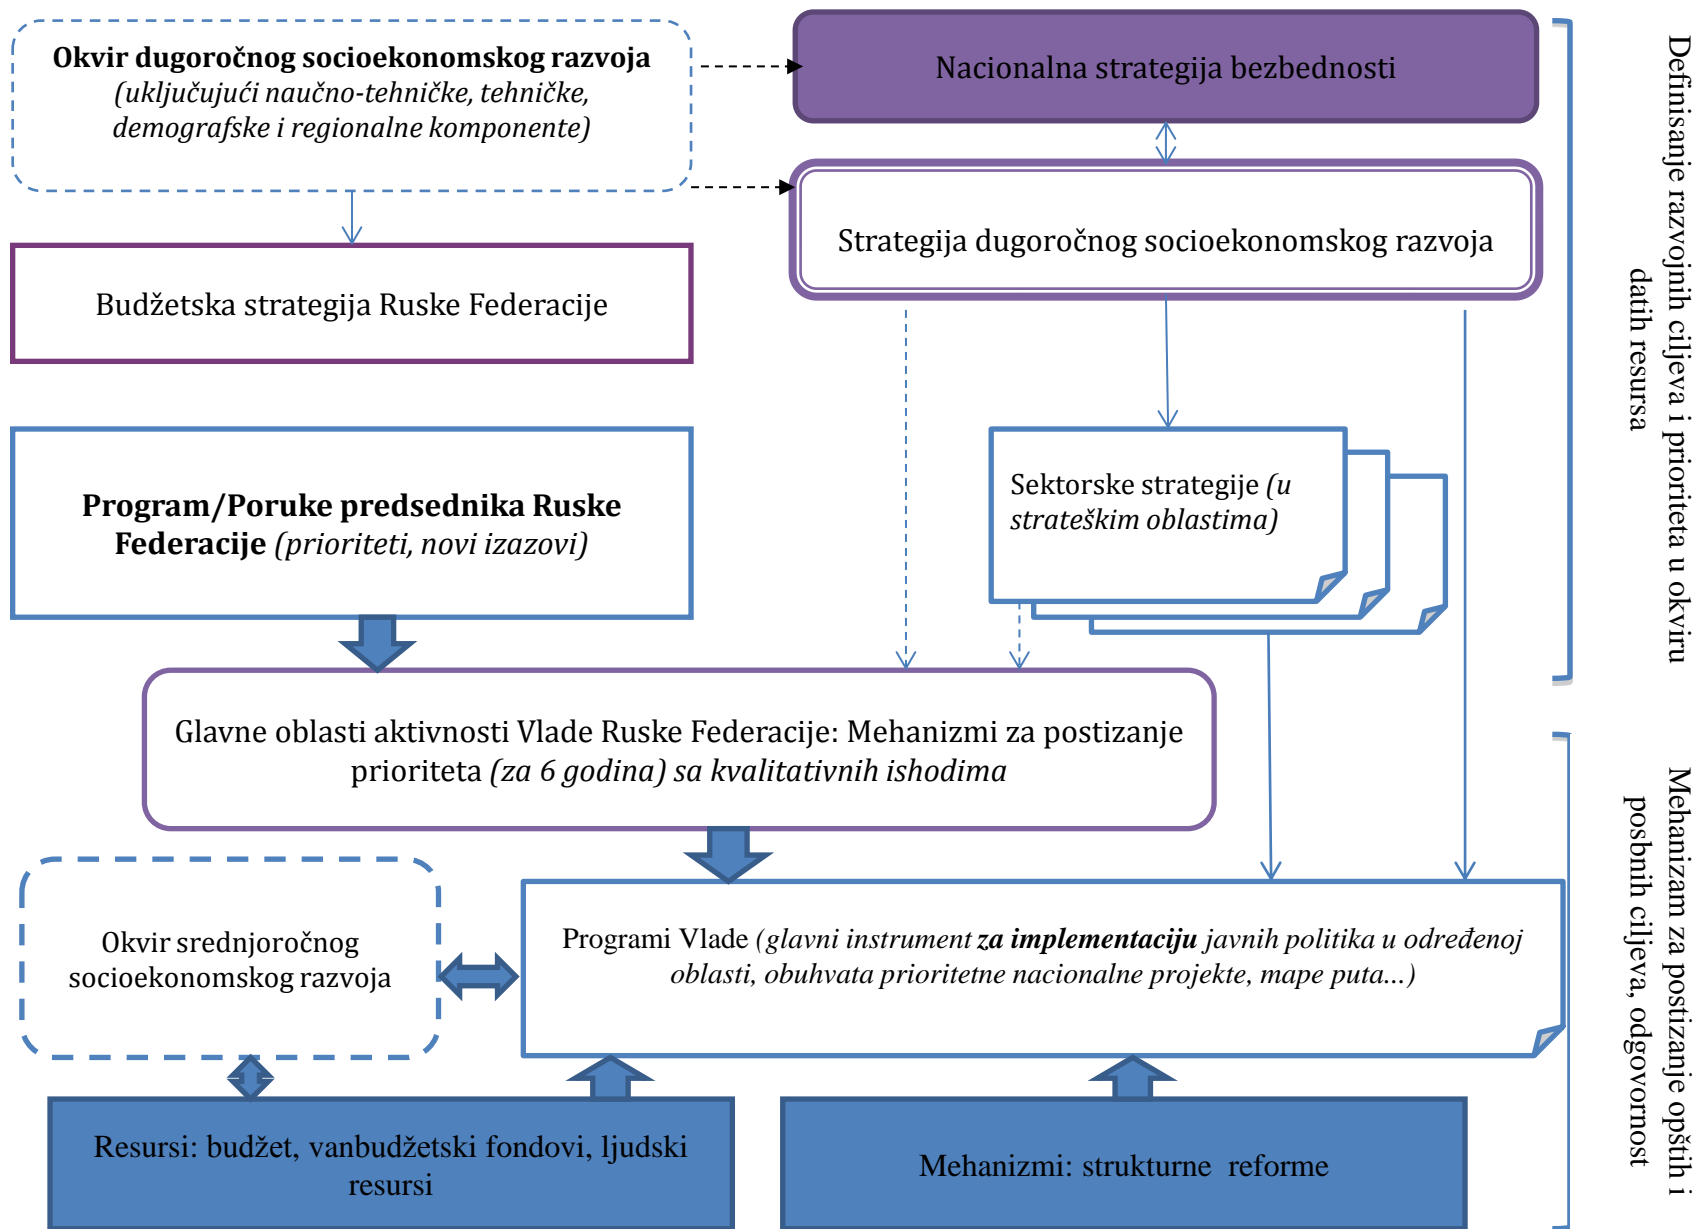 Okvir dugoročnog socioekonomskog razvoja
(uključujući naučno-tehničke, tehničke,
demografske i regionalne komponente)
Nacionalna strategija bezbednosti
Strategija dugoročnog socioekonomskog razvoja
Budžetska strategija Ruske Federacije
Program/Poruke predsednika Ruske
Federacije (prioriteti, novi izazovi)
Sektorske strategije (u
strateškim oblastima)
Definisanje razvojnih ciljeva i prioriteta u okviru
datih resursa
Glavne oblasti aktivnosti Vlade Ruske Federacije: Mehanizmi za postizanje
prioriteta (za 6 godina) sa kvalitativnih ishodima
Okvir srednjoročnog
socioekonomskog razvoja
Programi Vlade (glavni instrument za implementaciju javnih politika u određenoj
oblasti, obuhvata prioritetne nacionalne projekte, mape puta...)
Resursi: budžet, vanbudžetski fondovi, ljudski
resursi
Mehanizmi: strukturne reforme
Mehanizam za postizanje opštih i
posbnih ciljeva, odgovornost